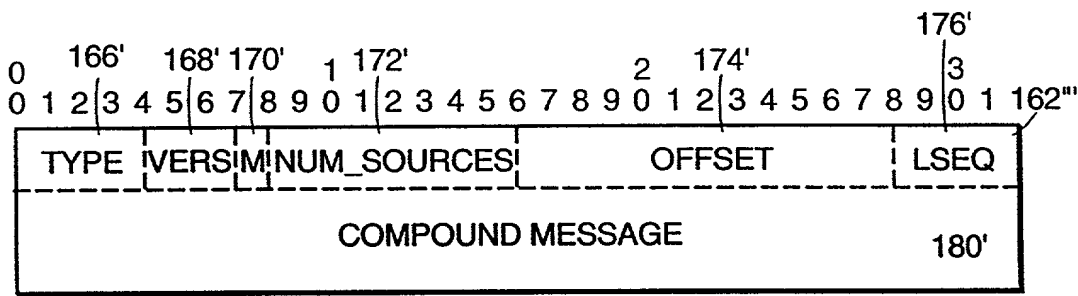 166' 168' 170' 172' 174' 176'
0 1 2 3
0 1 2 3 4 5 6 7 8 9 0 1 2 3 4 5 6 7 8 9 0 1 2 3 4 5 6 7 8 9 0 1 162'''
TYPE VERS M NUM_SOURCES OFFSET LSEQ
COMPOUND MESSAGE 180'